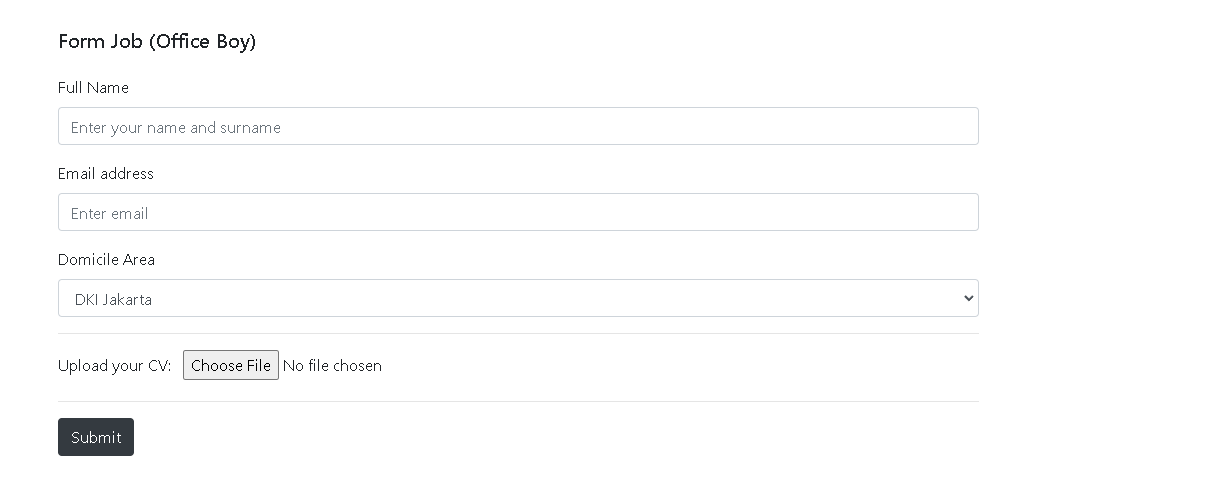 Form Job (Office Boy)
Full Name
Enter your name and surname
Email address
Enter email
Domicile Area
DKI Jakarta
Upload your CV: Choose File No file chosen
Submit